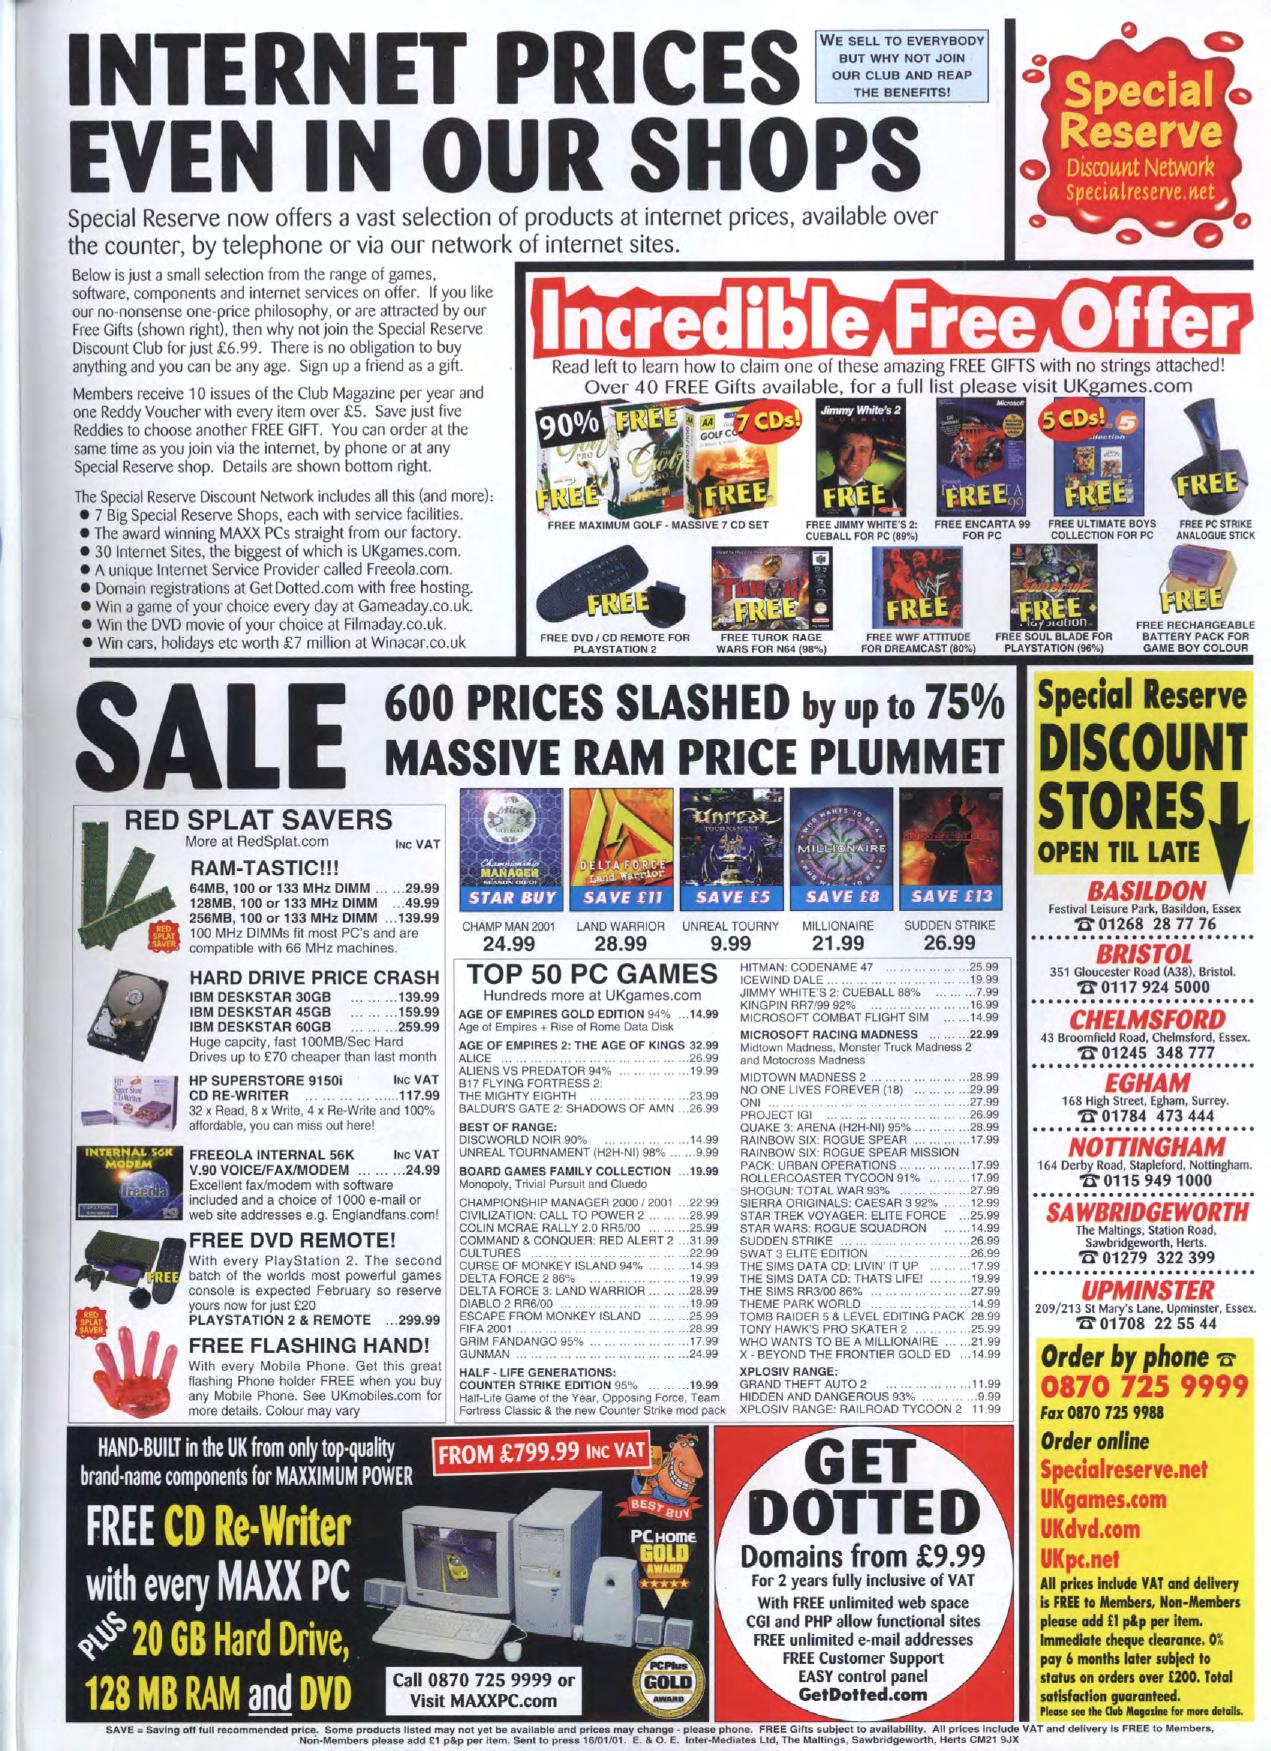 INTERNET PRICES
EVEN IN OUR SHOPS
WE SELL TO EVERYBODY
BUT WHY NOT JOIN
OUR CLUB AND REAP
THE BENEFITS!
Special
Reserve
Discount Network
Specialreserve.net
Special Reserve now offers a vast selection of products at internet prices, available over
the counter, by telephone or via our network of internet sites.
Below is just a small selection from the range of games,
software, components and internet services on offer. If you like
our no-nonsense one-price philosophy, or are attracted by our
Free Gifts (shown right), then why not join the Special Reserve
Discount Club for just £6.99. There is no obligation to buy
anything and you can be any age. Sign up a friend as a gift.
Members receive 10 issues of the Club Magazine per year and
one Reddy Voucher with every item over £5. Save just five
Reddies to choose another FREE GIFT. You can order at the
same time as you join via the internet, by phone or at any
Special Reserve shop. Details are shown bottom right.
The Special Reserve Discount Network includes all this (and more):
● 7 Big Special Reserve Shops, each with service facilities.
● The award winning MAXX PCs straight from our factory.
● 30 Internet Sites, the biggest of which is UKgames.com.
● A unique Internet Service Provider called Freeola.com.
● Domain registrations at GetDotted.com with free hosting.
● Win a game of your choice every day at Gameaday.co.uk.
● Win the DVD movie of your choice at Filmaday.co.uk.
● Win cars, holidays etc worth £7 million at Winacar.co.uk
Incredible Free Offer
Read left to learn how to claim one of these amazing FREE GIFTS with no strings attached!
Over 40 FREE Gifts available, for a full list please visit UKgames.com
90% FREE 7 CDs!
FREE FREE
Jimmy White's 2
FREE
Microsoft
FREE
5 CDs! 5
FREE
FREE
FREE MAXIMUM GOLF - MASSIVE 7 CD SET
FREE JIMMY WHITE'S 2:
CUEBALL FOR PC (89%)
FREE ENCARTA 99
FOR PC
FREE ULTIMATE BOYS
COLLECTION FOR PC
FREE PC STRIKE
ANALOGUE STICK
FREE
TUROK
FREE
FREE
FREE
FREE
FREE DVD / CD REMOTE FOR
PLAYSTATION 2
FREE TUROK RAGE
WARS FOR N64 (98%)
FREE WWF ATTITUDE
FOR DREAMCAST (80%)
FREE SOUL BLADE FOR
PLAYSTATION (96%)
FREE RECHARGEABLE
BATTERY PACK FOR
GAME BOY COLOUR
SALE
600 PRICES SLASHED by up to 75%
MASSIVE RAM PRICE PLUMMET
RED SPLAT SAVERS
More at RedSplat.com INC VAT
RAM-TASTIC!!!
64MB, 100 or 133 MHz DIMM ... ...29.99
128MB, 100 or 133 MHz DIMM ...49.99
256MB, 100 or 133 MHz DIMM ...139.99
100 MHz DIMMs fit most PC's and are
compatible with 66 MHz machines.
RED
SPLAT
SAVER
HARD DRIVE PRICE CRASH
IBM DESKSTAR 30GB ... ... ...139.99
IBM DESKSTAR 45GB ... ... ...159.99
IBM DESKSTAR 60GB ... ... ...259.99
Huge capcity, fast 100MB/Sec Hard
Drives up to £70 cheaper than last month
HP SUPERSTORE 9150i INC VAT
CD RE-WRITER ... ... ... ... ......117.99
32 x Read, 8 x Write, 4 x Re-Write and 100%
affordable, you can miss out here!
INTERNAL 56K
MODEM
freeola
FREEOLA INTERNAL 56K INC VAT
V.90 VOICE/FAX/MODEM ... ... ...24.99
Excellent fax/modem with software
included and a choice of 1000 e-mail or
web site addresses e.g. Englandfans.com!
FREE
FREE DVD REMOTE!
With every PlayStation 2. The second
batch of the worlds most powerful games
console is expected February so reserve
yours now for just £20
PLAYSTATION 2 & REMOTE ...299.99
RED
SPLAT
SAVER
FREE FLASHING HAND!
With every Mobile Phone. Get this great
flashing Phone holder FREE when you buy
any Mobile Phone. See UKmobiles.com for
more details. Colour may vary
Championship
MANAGER
SEASON 00/01
STAR BUY
DELTA FORCE
Land Warrior
SAVE £11
UNREAL
TOURNAMENT
SAVE £5
MILLIONAIRE
SAVE £8
SAVE £13
CHAMP MAN 2001
24.99
LAND WARRIOR
28.99
UNREAL TOURNY
9.99
MILLIONAIRE
21.99
SUDDEN STRIKE
26.99
TOP 50 PC GAMES
Hundreds more at UKgames.com
AGE OF EMPIRES GOLD EDITION 94% ...14.99
Age of Empires + Rise of Rome Data Disk
AGE OF EMPIRES 2: THE AGE OF KINGS 32.99
ALICE ... ... ... ... ... ... ...26.99
ALIENS VS PREDATOR 94% ... ... ... ...19.99
B17 FLYING FORTRESS 2:
THE MIGHTY EIGHTH ... ... ... ... ...23.99
BALDUR'S GATE 2: SHADOWS OF AMN ...26.99
BEST OF RANGE:
DISCWORLD NOIR 90% ... ... ... ... ...14.99
UNREAL TOURNAMENT (H2H-NI) 98% ... ...9.99
BOARD GAMES FAMILY COLLECTION ...19.99
Monopoly, Trivial Pursuit and Cluedo
CHAMPIONSHIP MANAGER 2000 / 2001 ...22.99
CIVILIZATION: CALL TO POWER 2 ... ... ...28.99
COLIN MCRAE RALLY 2.0 RR5/00 ... ... ...25.99
COMMAND & CONQUER: RED ALERT 2 ...31.99
CULTURES ... ... ... ... ... ...22.99
CURSE OF MONKEY ISLAND 94% ... ... ...14.99
DELTA FORCE 2 86% ... ... ... ... ...19.99
DELTA FORCE 3: LAND WARRIOR ... ... ...28.99
DIABLO 2 RR6/00 ... ... ... ... ...19.99
ESCAPE FROM MONKEY ISLAND ... ... ...25.99
FIFA 2001 ... ... ... ... ... ...28.99
GRIM FANDANGO 95% ... ... ... ... ...17.99
GUNMAN ... ... ... ... ... ...24.99
HALF - LIFE GENERATIONS:
COUNTER STRIKE EDITION 95% ... ... ...19.99
Half-Life Game of the Year, Opposing Force, Team
Fortress Classic & the new Counter Strike mod pack
HITMAN: CODENAME 47 ... ... ... ... ...25.99
ICEWIND DALE ... ... ... ... ... ...19.99
JIMMY WHITE'S 2: CUEBALL 88% ... ... ...7.99
KINGPIN RR7/99 92% ... ... ... ... ...16.99
MICROSOFT COMBAT FLIGHT SIM ... ...14.99
MICROSOFT RACING MADNESS ... ...22.99
Midtown Madness, Monster Truck Madness 2
and Motocross Madness
MIDTOWN MADNESS 2 ... ... ... ... ...28.99
NO ONE LIVES FOREVER (18) ... ... ...29.99
ONI ... ... ... ... ... ... ...27.99
PROJECT IGI ... ... ... ... ... ...26.99
QUAKE 3: ARENA (H2H-NI) 95% ... ... ...28.99
RAINBOW SIX: ROGUE SPEAR ... ... ...17.99
RAINBOW SIX: ROGUE SPEAR MISSION
PACK: URBAN OPERATIONS ... ... ... ...17.99
ROLLERCOASTER TYCOON 91% ... ... ...17.99
SHOGUN: TOTAL WAR 93% ... ... ... ...27.99
SIERRA ORIGINALS: CAESAR 3 92% ... ...12.99
STAR TREK VOYAGER: ELITE FORCE ...25.99
STAR WARS: ROGUE SQUADRON ... ...14.99
SUDDEN STRIKE ... ... ... ... ... ...26.99
SWAT 3 ELITE EDITION ... ... ... ... ...26.99
THE SIMS DATA CD: LIVIN' IT UP ... ... ...17.99
THE SIMS DATA CD: THATS LIFE! ... ... ...19.99
THE SIMS RR3/00 86% ... ... ... ... ...27.99
THEME PARK WORLD ... ... ... ... ...14.99
TOMB RAIDER 5 & LEVEL EDITING PACK 28.99
TONY HAWK'S PRO SKATER 2 ... ... ...25.99
WHO WANTS TO BE A MILLIONAIRE ... ...21.99
X - BEYOND THE FRONTIER GOLD ED ...14.99
XPLOSIV RANGE:
GRAND THEFT AUTO 2 ... ... ... ... ...11.99
HIDDEN AND DANGEROUS 93% ... ... ...9.99
XPLOSIV RANGE: RAILROAD TYCOON 2 11.99
Special Reserve
DISCOUNT
STORES
OPEN TIL LATE
BASILDON
Festival Leisure Park, Basildon, Essex
☎ 01268 28 77 76
BRISTOL
351 Gloucester Road (A38), Bristol.
☎ 0117 924 5000
CHELMSFORD
43 Broomfield Road, Chelmsford, Essex.
☎ 01245 348 777
EGHAM
168 High Street, Egham, Surrey.
☎ 01784 473 444
NOTTINGHAM
164 Derby Road, Stapleford, Nottingham.
☎ 0115 949 1000
SAWBRIDGEWORTH
The Maltings, Station Road,
Sawbridgeworth, Herts.
☎ 01279 322 399
UPMINSTER
209/213 St Mary's Lane, Upminster, Essex.
☎ 01708 22 55 44
Order by phone ☎
0870 725 9999
Fax 0870 725 9988
Order online
Specialreserve.net
UKgames.com
UKdvd.com
UKpc.net
All prices include VAT and delivery
is FREE to Members, Non-Members
please add £1 p&p per item.
Immediate cheque clearance. 0%
pay 6 months later subject to
status on orders over £200. Total
satisfaction guaranteed.
Please see the Club Magazine for more details.
HAND-BUILT in the UK from only top-quality
brand-name components for MAXXIMUM POWER
FROM £799.99 INC VAT
BEST BUY
FREE CD Re-Writer
with every MAXX PC
PLUS 20 GB Hard Drive,
128 MB RAM and DVD
PC HOME
GOLD
AWARD
Call 0870 725 9999 or
Visit MAXXPC.com
PCPlus
GOLD
AWARD
GET
DOTTED
Domains from £9.99
For 2 years fully inclusive of VAT
With FREE unlimited web space
CGI and PHP allow functional sites
FREE unlimited e-mail addresses
FREE Customer Support
EASY control panel
GetDotted.com
SAVE = Saving off full recommended price. Some products listed may not yet be available and prices may change - please phone. FREE Gifts subject to availability. All prices include VAT and delivery is FREE to Members,
Non-Members please add £1 p&p per item. Sent to press 16/01/01. E. & O. E. Inter-Mediates Ltd, The Maltings, Sawbridgeworth, Herts CM21 9JX